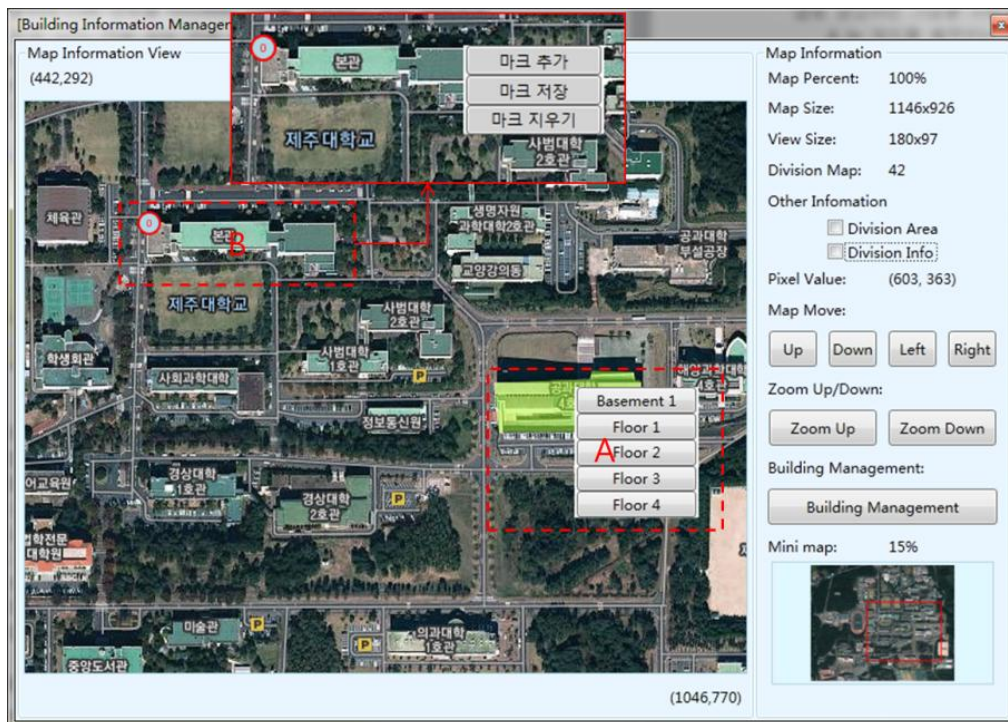 [Building Information Manager
Map Information View
(442,292)
0
본관
마크 추가
마크 저장
마크 지우기
제주대학교
사범대학
2호관
체육관
0
본관
B
생명자원
과학대학2호관
공과대학
부설공장
교양강의동
제주대학교
사범대학
2호관
학생회관
사회과학대학
사범대학
1호관
P
정보통신원
공과대학
4호관
Basement 1
Floor 1
A
Floor 2
Floor 3
Floor 4
어교육원
경상대학
1호관
경상대학
2호관
P
법학전문
대학원
미술관
P
의과대학
1호관
P
중앙도서관
(1046,770)
Map Information
Map Percent: 100%
Map Size: 1146x926
View Size: 180x97
Division Map: 42
Other Infomation
Division Area
Division Info
Pixel Value: (603, 363)
Map Move:
Up Down Left Right
Zoom Up/Down:
Zoom Up Zoom Down
Building Management:
Building Management
Mini map: 15%